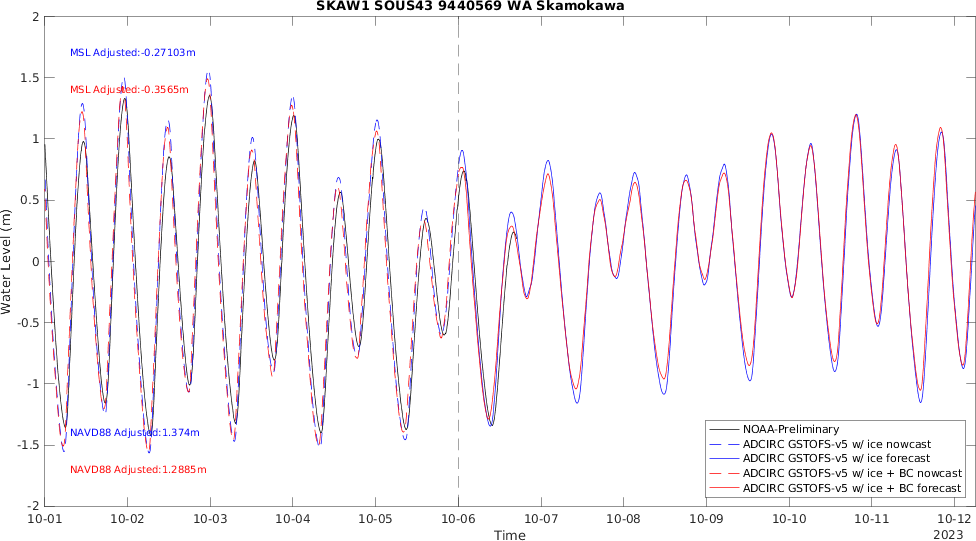 SKAW1 SOUS43 9440569 WA Skamokawa
2
1.5
1
0.5
0
-0.5
-1
-1.5
-2
Water Level (m)
MSL Adjusted:-0.27103m
MSL Adjusted:-0.3565m
NAVD88 Adjusted:1.374m
NAVD88 Adjusted:1.2885m
NOAA-Preliminary
ADCIRC GSTOFS-v5 w/ ice nowcast
ADCIRC GSTOFS-v5 w/ ice forecast
ADCIRC GSTOFS-v5 w/ ice + BC nowcast
ADCIRC GSTOFS-v5 w/ ice + BC forecast
10-01 10-02 10-03 10-04 10-05 10-06 10-07 10-08 10-09 10-10 10-11 10-12
Time
2023